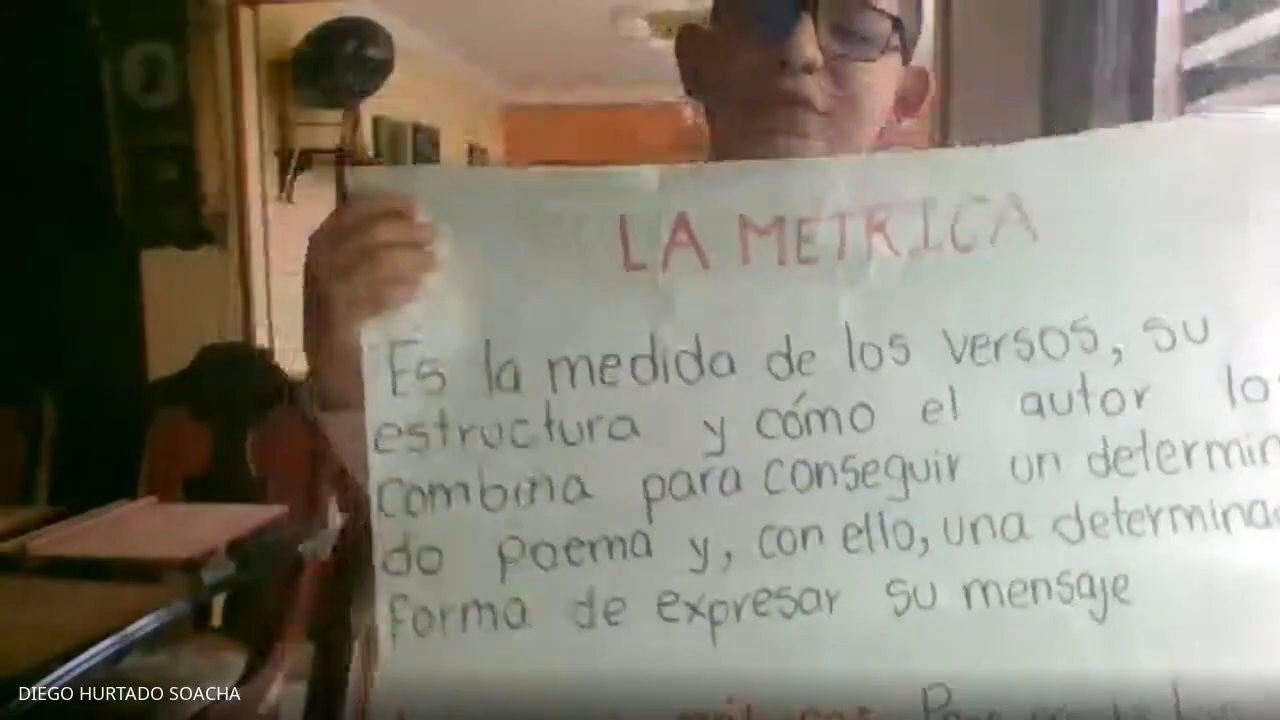 LA METRICA
Es la medida de los versos, su
estructura y cómo el autor lo
combina para conseguir un determin
do poema y, con ello, una determina
forma de expresar su mensaje
DIEGO HURTADO SOACHA